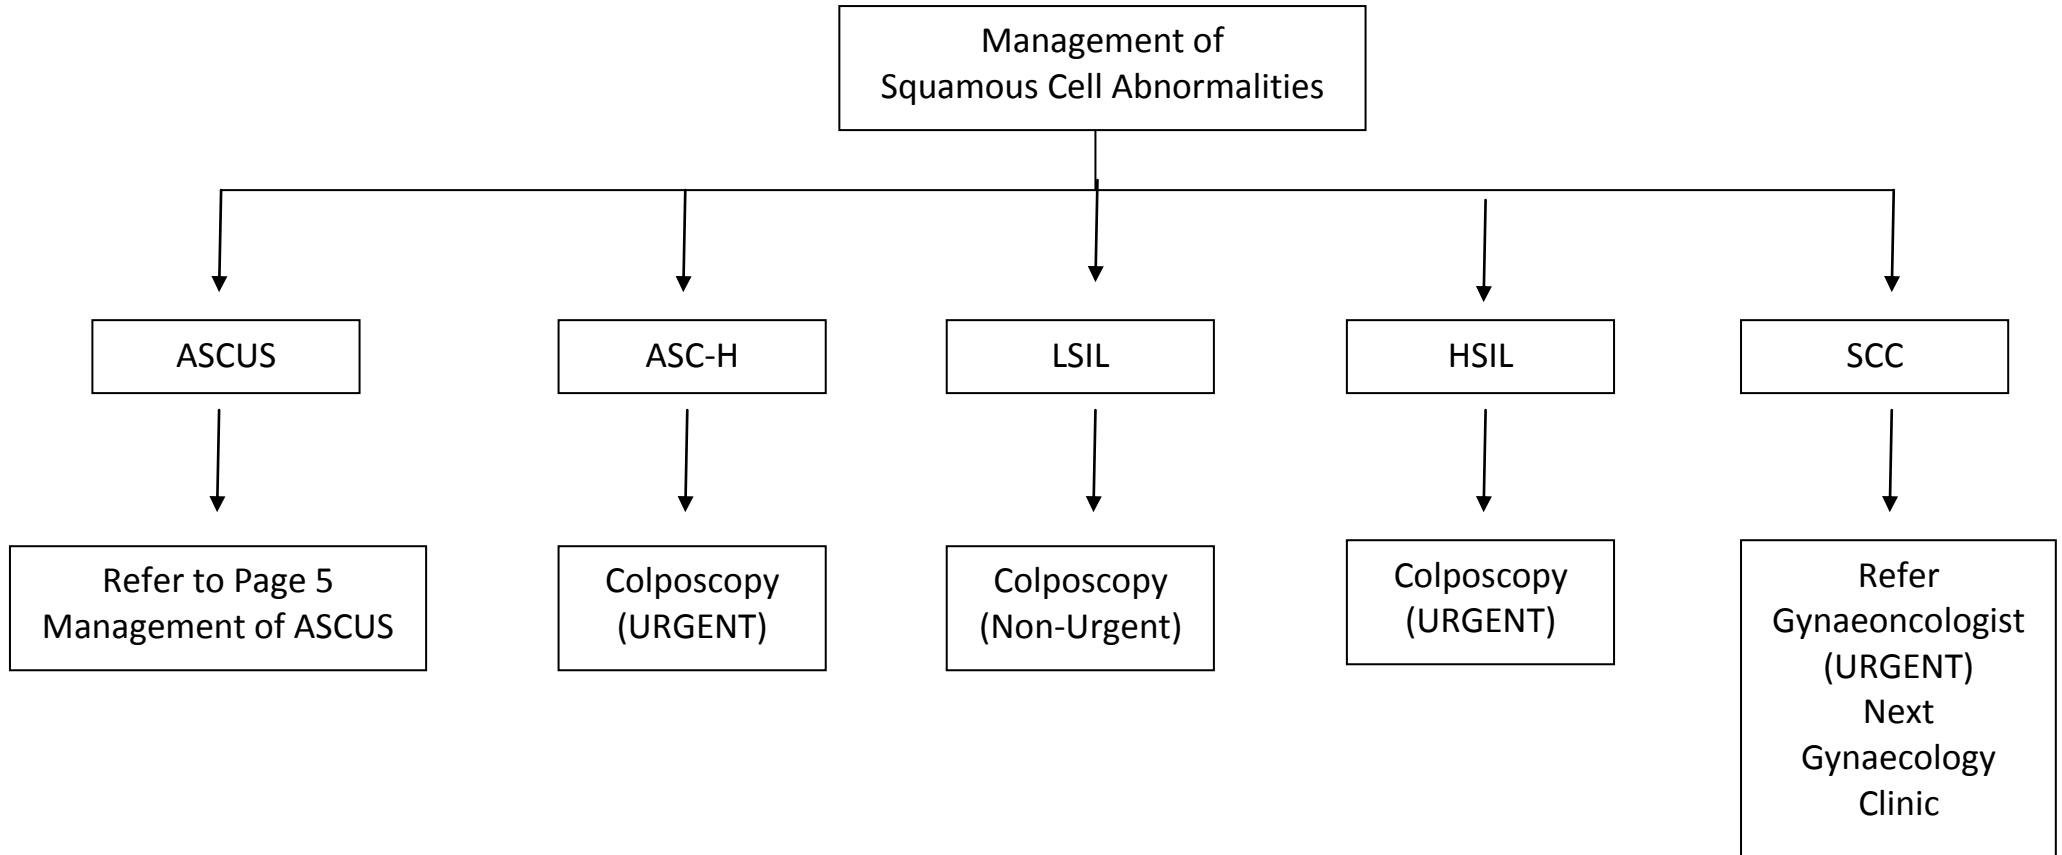 Management of
Squamous Cell Abnormalities
ASCUS
ASC-H
LSIL
HSIL
SCC
Refer to Page 5
Management of ASCUS
Colposcopy
(URGENT)
Colposcopy
(Non-Urgent)
Colposcopy
(URGENT)
Refer
Gynaeoncologist
(URGENT)
Next
Gynaecology
Clinic